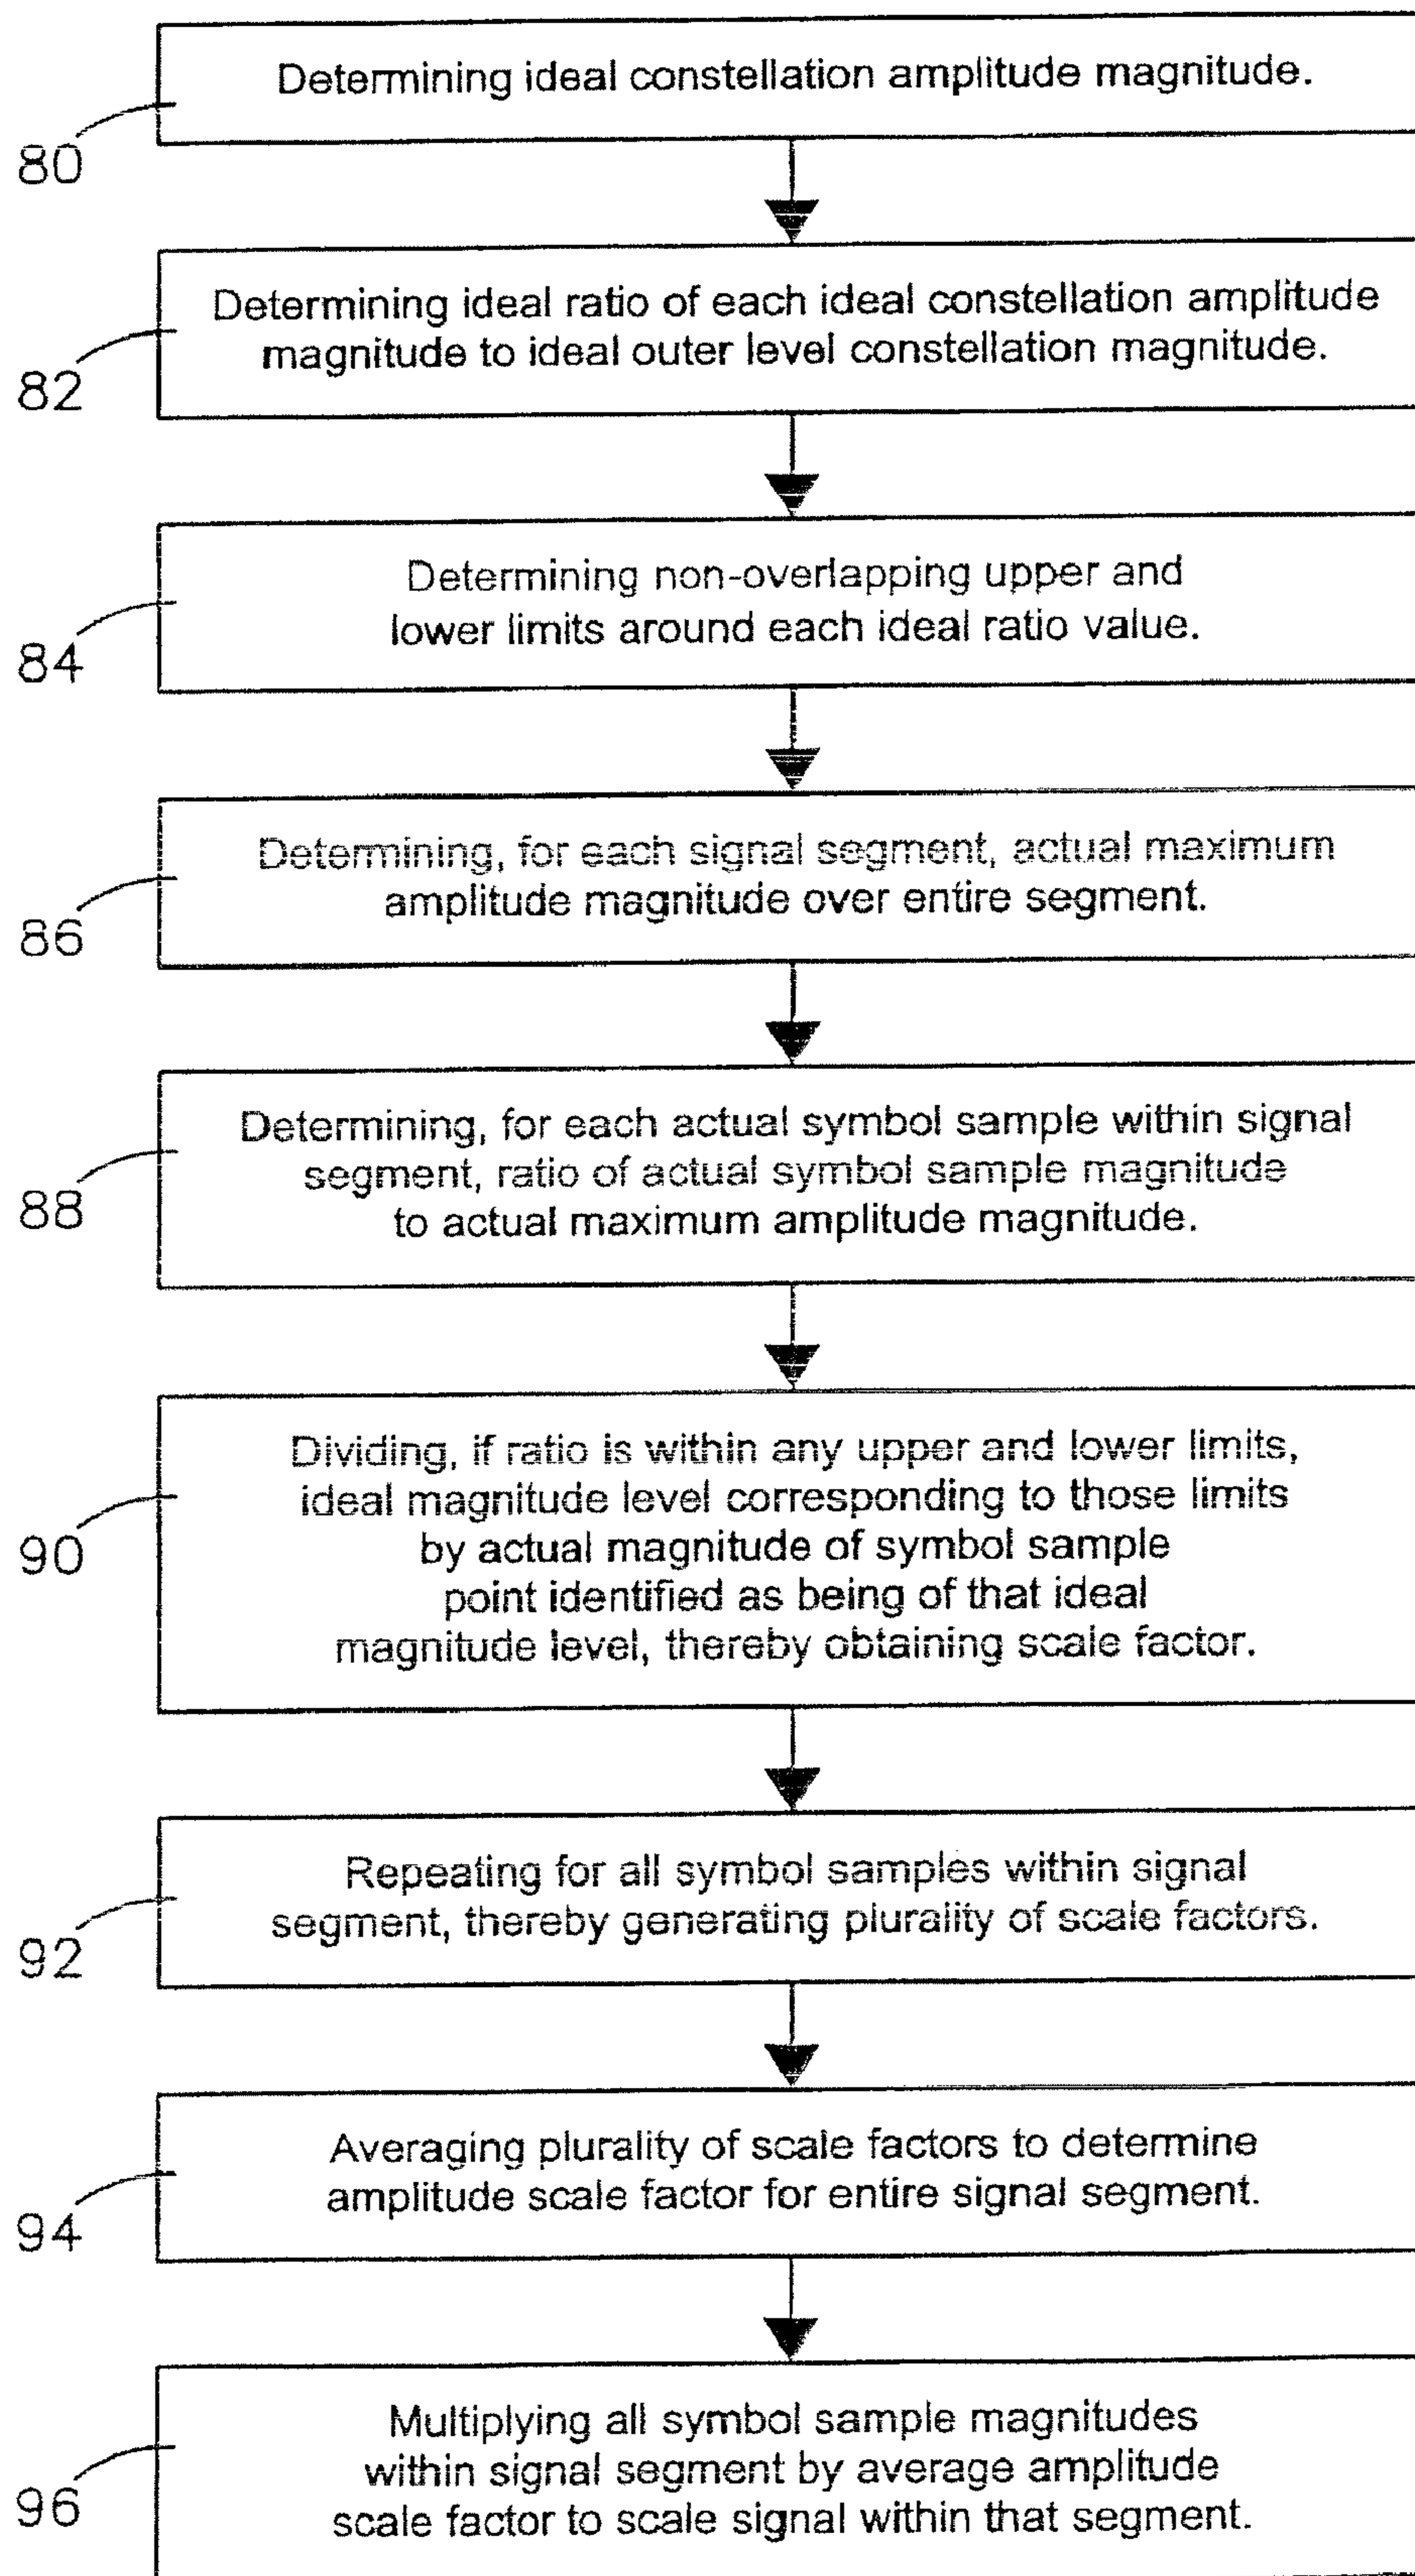 Determining ideal constellation amplitude magnitude.
80
Determining ideal ratio of each ideal constellation amplitude
magnitude to ideal outer level constellation magnitude.
82
Determining non-overlapping upper and
lower limits around each ideal ratio value.
84
Determining, for each signal segment, actual maximum
amplitude magnitude over entire segment.
86
Determining, for each actual symbol sample within signal
segment, ratio of actual symbol sample magnitude
to actual maximum amplitude magnitude.
88
Dividing, if ratio is within any upper and lower limits,
ideal magnitude level corresponding to those limits
by actual magnitude of symbol sample
point identified as being of that ideal
magnitude level, thereby obtaining scale factor.
90
Repeating for all symbol samples within signal
segment, thereby generating plurality of scale factors.
92
Averaging plurality of scale factors to determine
amplitude scale factor for entire signal segment.
94
Multiplying all symbol sample magnitudes
within signal segment by average amplitude
scale factor to scale signal within that segment.
96